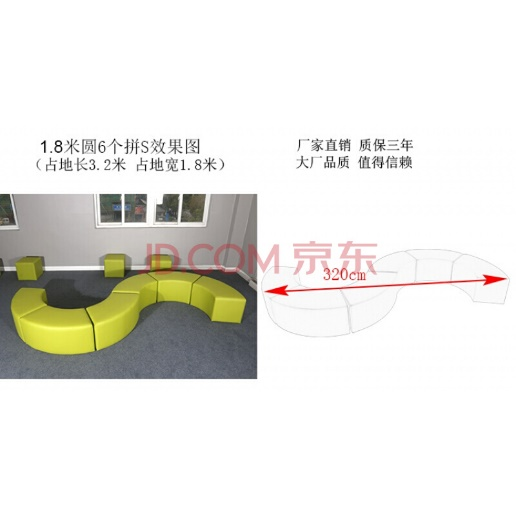 1.8米圆6个拼S效果图
（占地长3.2米 占地宽1.8米）
厂家直销 质保三年
大厂品质 值得信赖
JD.COM 京东
320cm